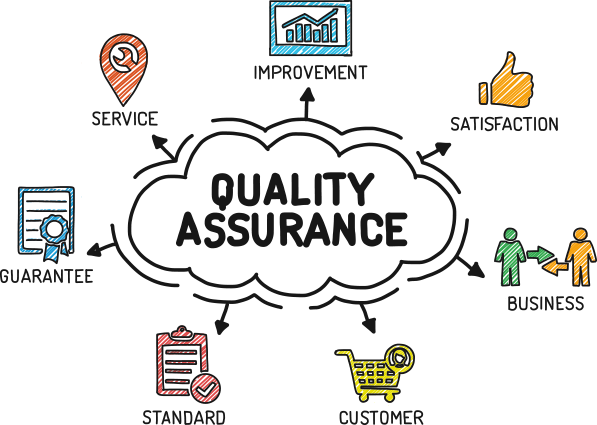 IMPROVEMENT
SERVICE
SATISFACTION
QUALITY
ASSURANCE
GUARANTEE
BUSINESS
STANDARD
CUSTOMER